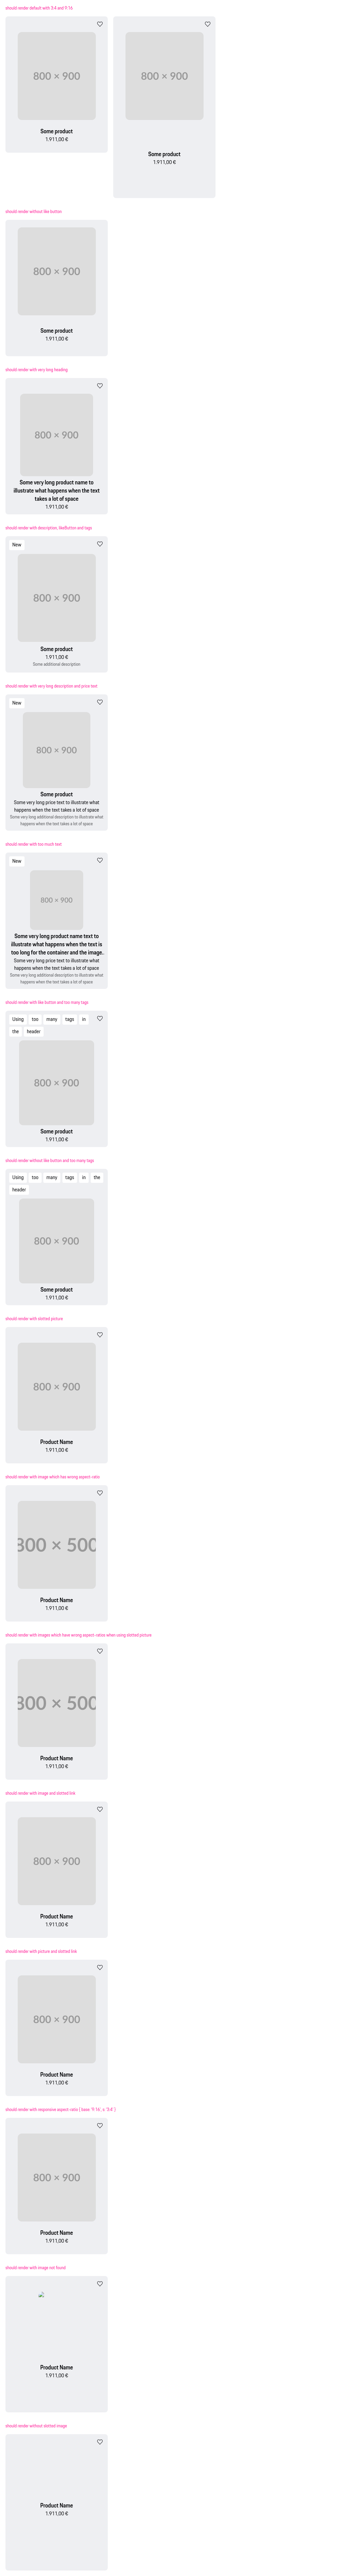 should render default with 3:4 and 9:16
800 × 900
800 × 900
Some product
1.911,00 €
Some product
1.911,00 €
should render without like button
800 × 900
Some product
1.911,00 €
should render with very long heading
800 × 900
Some very long product name to
illustrate what happens when the text
takes a lot of space
1.911,00 €
should render with description, likeButton and tags
New
800 × 900
Some product
1.911,00 €
Some additional description
should render with very long description and price text
New
800 × 900
Some product
Some very long price text to illustrate what
happens when the text takes a lot of space
Some very long additional description to illustrate what
happens when the text takes a lot of space
should render with too much text
New
800 × 900
Some very long product name text to
illustrate what happens when the text is
too long for the container and the image.
Some very long price text to illustrate what
happens when the text takes a lot of space
Some very long additional description to illustrate what
happens when the text takes a lot of space
should render with like button and too many tags
Using too many tags in
the header
800 × 900
Some product
1.911,00 €
should render without like button and too many tags
Using too many tags in the
header
800 × 900
Some product
1.911,00 €
should render with slotted picture
800 × 900
Product Name
1.911,00 €
should render with image which has wrong aspect-ratio
800 × 500
Product Name
1.911,00 €
should render with images which have wrong aspect-ratios when using slotted picture
800 × 500
Product Name
1.911,00 €
should render with image and slotted link
800 × 900
Product Name
1.911,00 €
should render with picture and slotted link
800 × 900
Product Name
1.911,00 €
should render with responsive aspect-ratio { base: '9:16', s: '3:4' }
800 × 900
Product Name
1.911,00 €
should render with image not found
Product Name
1.911,00 €
should render without slotted image
Product Name
1.911,00 €